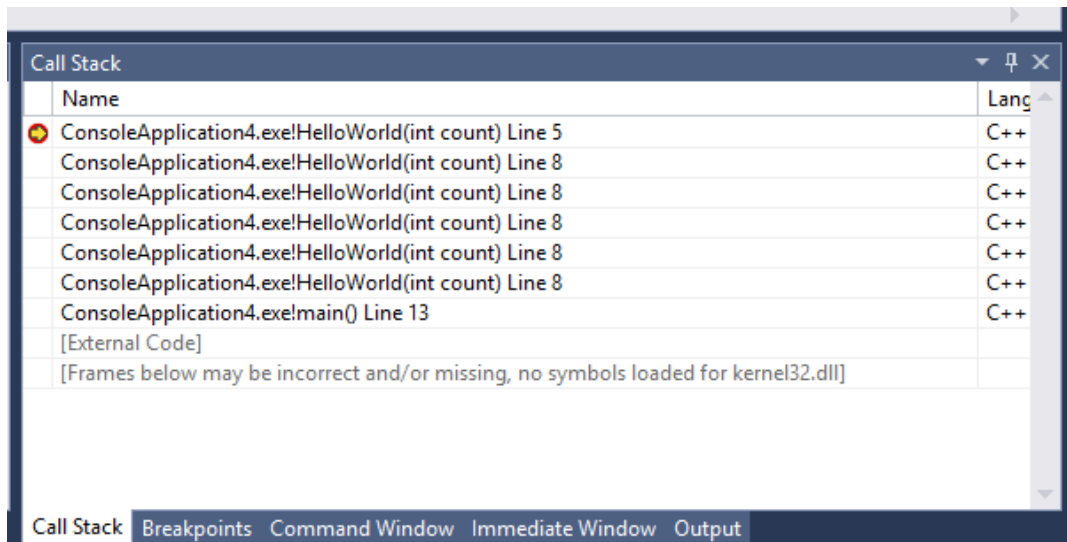 Call Stack
Name Lang
ConsoleApplication4.exe!HelloWorld(int count) Line 5 C++
ConsoleApplication4.exe!HelloWorld(int count) Line 8 C++
ConsoleApplication4.exe!HelloWorld(int count) Line 8 C++
ConsoleApplication4.exe!HelloWorld(int count) Line 8 C++
ConsoleApplication4.exe!HelloWorld(int count) Line 8 C++
ConsoleApplication4.exe!HelloWorld(int count) Line 8 C++
ConsoleApplication4.exe!main() Line 13 C++
[External Code]
[Frames below may be incorrect and/or missing, no symbols loaded for kernel32.dll]
Call Stack Breakpoints Command Window Immediate Window Output